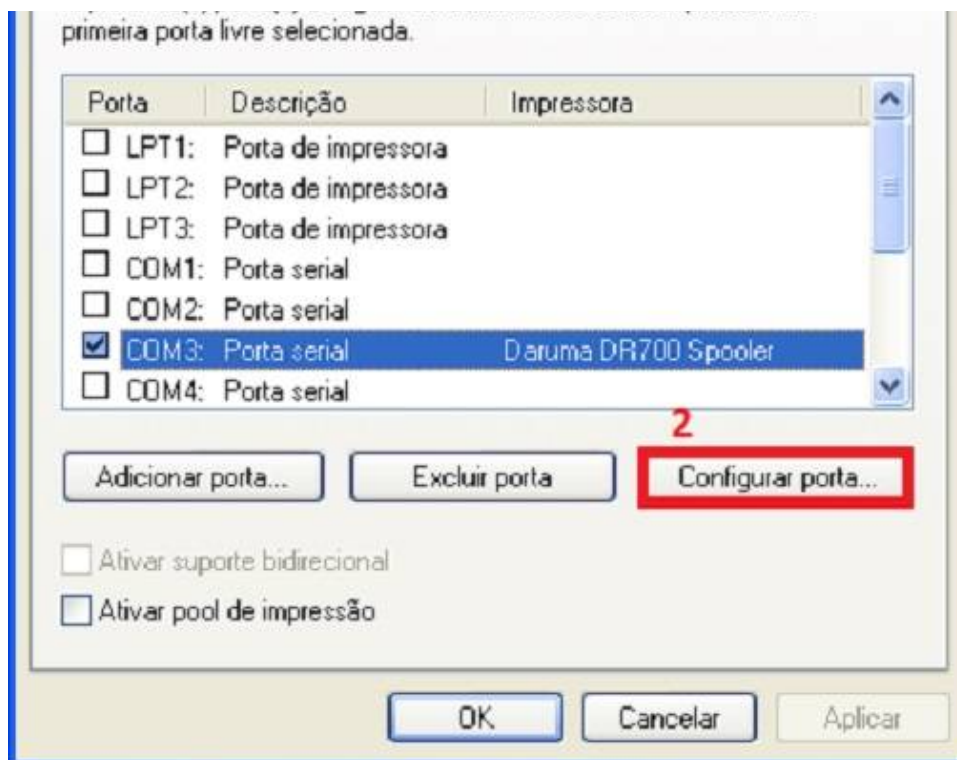 primeira porta livre selecionada.
Porta Descrição Impressora
LPT1: Porta de impressora
LPT2: Porta de impressora
LPT3: Porta de impressora
COM1: Porta serial
COM2: Porta serial
COM3: Porta serial Daruma DR700 Spooler
COM4: Porta serial
2
Adicionar porta... Excluir porta Configurar porta...
Ativar suporte bidirecional
Ativar pool de impressão
OK Cancelar Aplicar